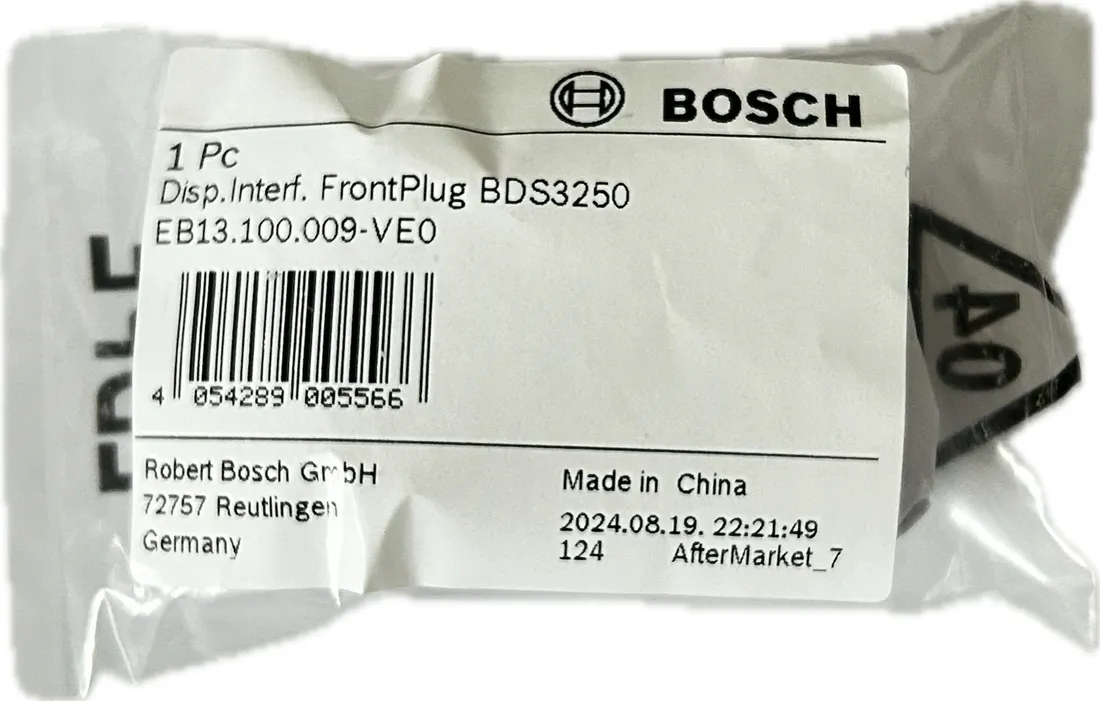 BOSCH
1 Pc
Disp.Interf. FrontPlug BDS3250
EB13.100.009-VE0
4 054289 005566
Robert Bosch GmbH
72757 Reutlingen
Germany
Made in China
2024.08.19. 22:21:49
124 AfterMarket_7
40